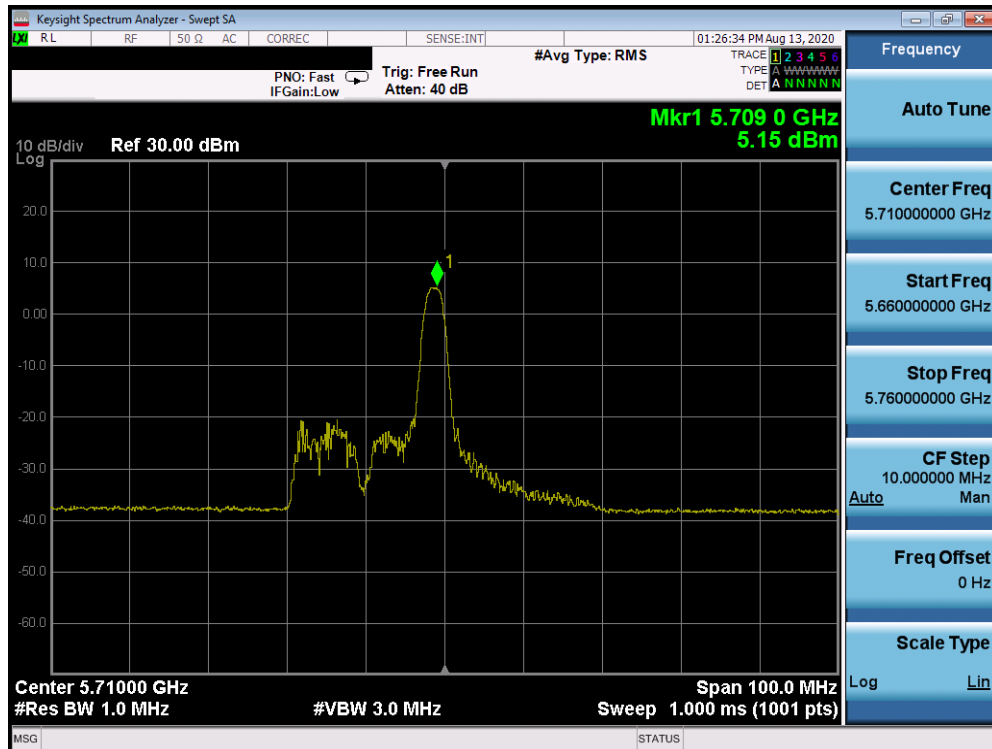 Keysight Spectrum Analyzer - Swept SA
LXI RL RF 50 Ω AC CORREC SENSE:INT 01:26:34 PM Aug 13, 2020
Frequency
#Avg Type: RMS
TRACE 1 2 3 4 5 6
PNO: Fast Trig: Free Run
TYPE A WWWWW
IFGain:Low Atten: 40 dB
DET A N N N N N
Auto Tune
Mkr1 5.709 0 GHz
5.15 dBm
10 dB/div Ref 30.00 dBm
Log
20.0
10.0
0.00
-10.0
-20.0
-30.0
-40.0
-50.0
-60.0
1
Center Freq
5.710000000 GHz
Start Freq
5.660000000 GHz
Stop Freq
5.760000000 GHz
CF Step
10.000000 MHz
Auto Man
Freq Offset
0 Hz
Scale Type
Log Lin
Center 5.71000 GHz Span 100.0 MHz
#Res BW 1.0 MHz #VBW 3.0 MHz Sweep 1.000 ms (1001 pts)
MSG STATUS